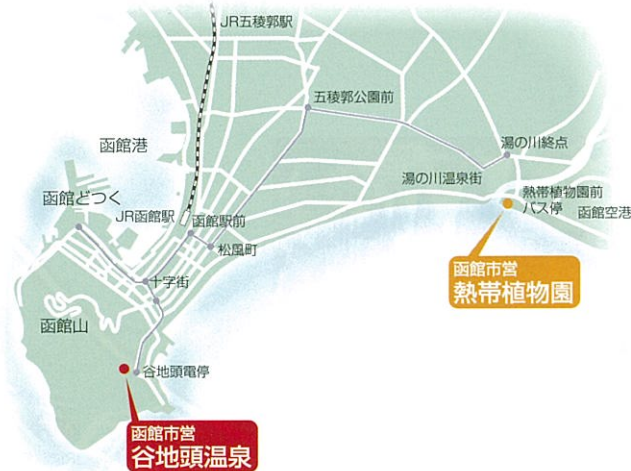 JR五稜郭駅
五稜郭公園前
函館港
湯の川終点
湯の川温泉街
函館どつく
熱帯植物園前
バス停
函館空港
JR函館駅
函館駅前
松風町
函館市営
熱帯植物園
十字街
函館山
谷地頭電停
函館市営
谷地頭温泉